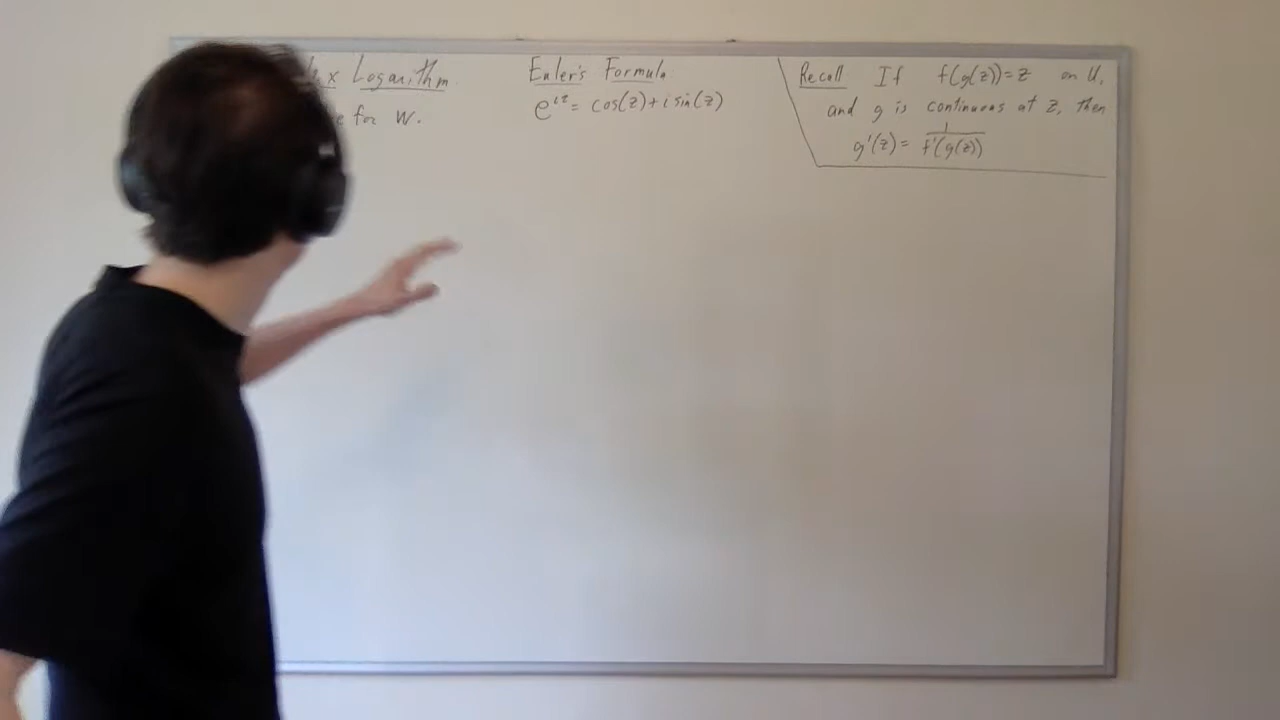 Logarithm
for w.
Euler's Formula
e^{iz} = cos(z) + i sin(z)
Recall If f(g(z)) = z on U,
and g is continuous at z, then
g'(z) = 1/f'(g(z))